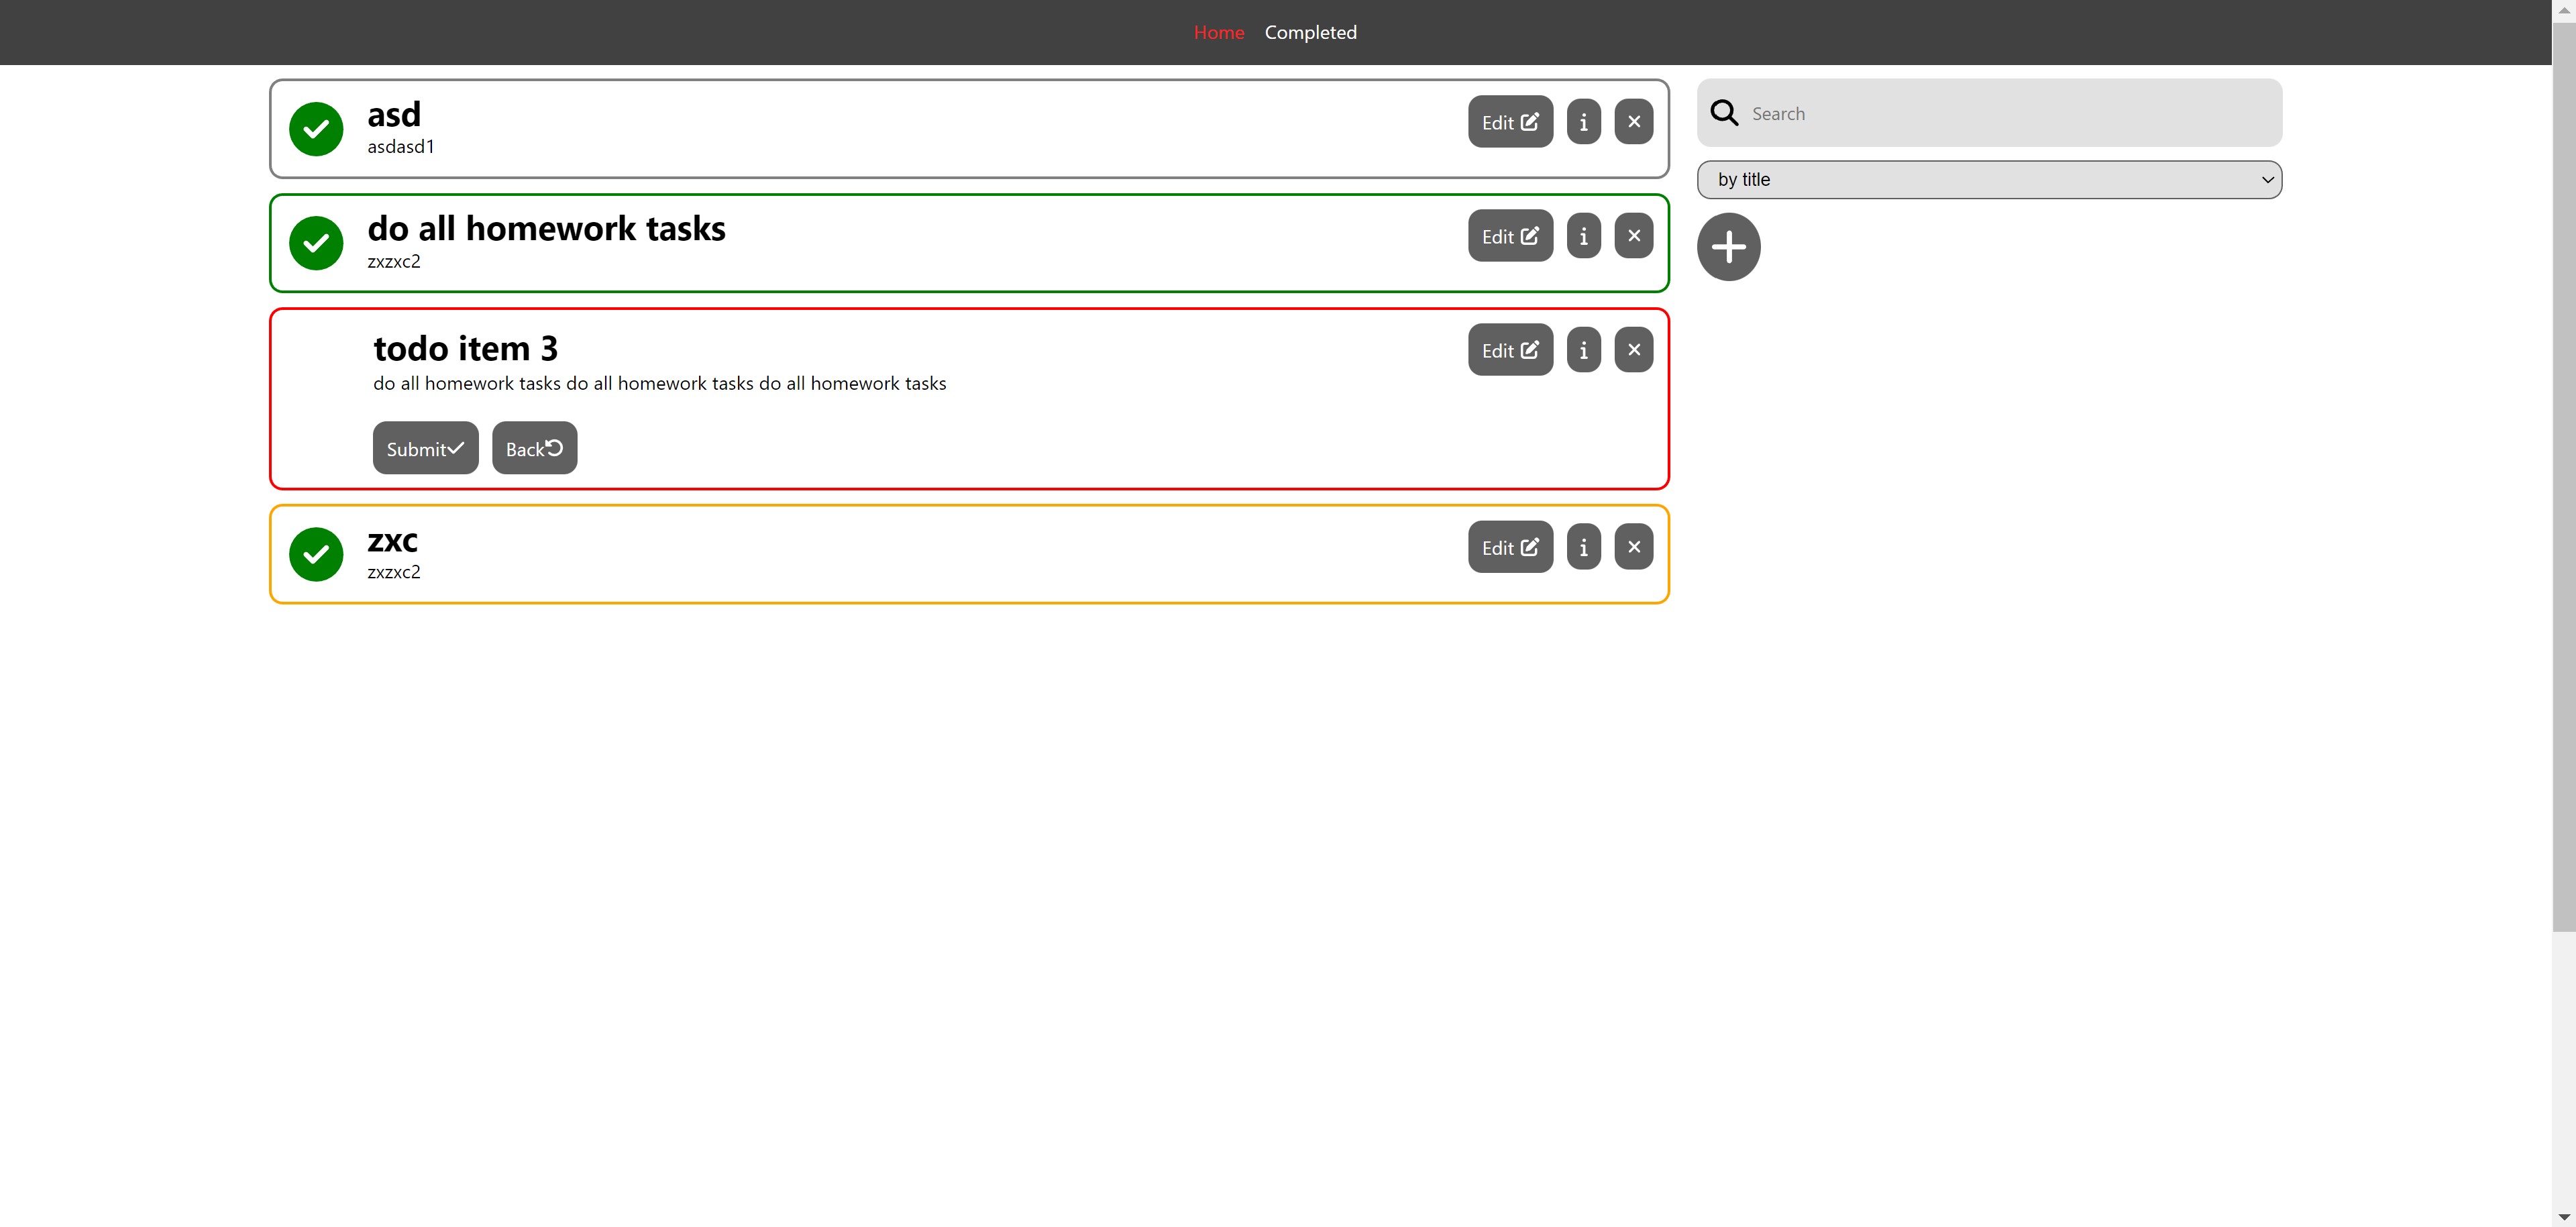 Home Completed
asd
asdasd1
Edit
do all homework tasks
zxzxc2
Edit
todo item 3
do all homework tasks do all homework tasks do all homework tasks
Edit
Submit Back
zxc
zxzxc2
Edit
Search
by title